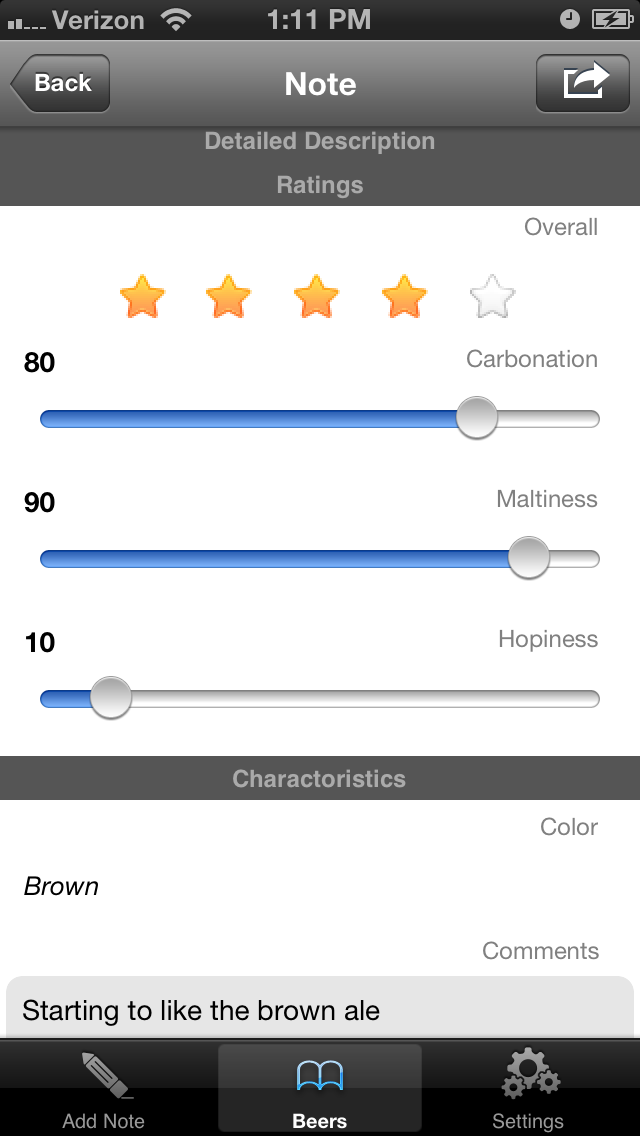 Verizon 1:11 PM
Back Note
Detailed Description
Ratings
Overall
80 Carbonation
90 Maltiness
10 Hopiness
Charactoristics
Color
Brown
Comments
Starting to like the brown ale
Add Note Beers Settings